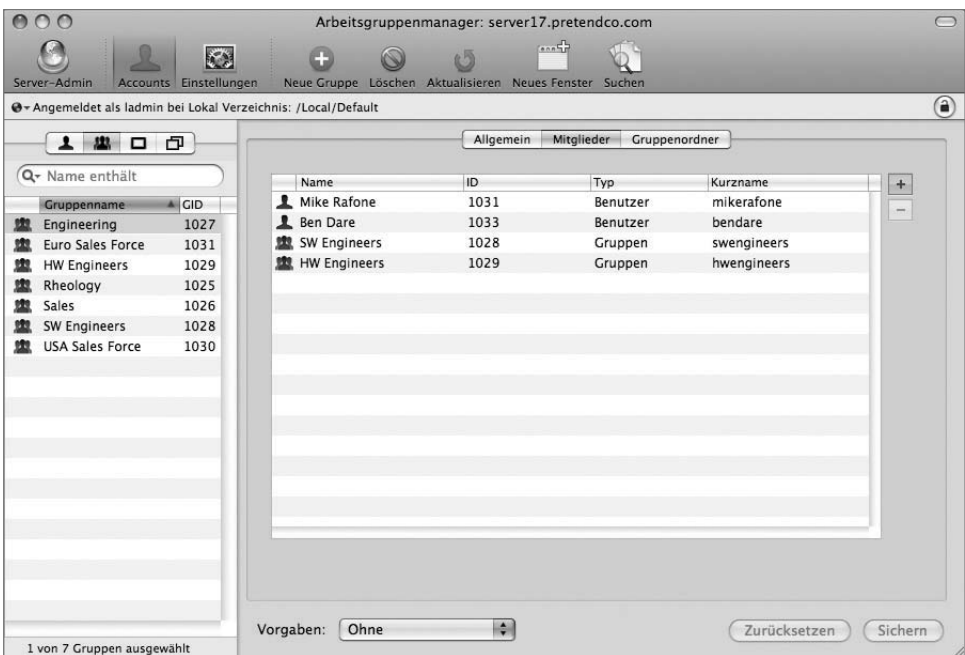 Arbeitsgruppenmanager: server17.pretendco.com
Server-Admin Accounts Einstellungen Neue Gruppe Löschen Aktualisieren Neues Fenster Suchen
Angemeldet als ladmin bei Lokal Verzeichnis: /Local/Default
Allgemein Mitglieder Gruppenordner
Name enthält
Gruppenname GID
Engineering 1027
Euro Sales Force 1031
HW Engineers 1029
Rheology 1025
Sales 1026
SW Engineers 1028
USA Sales Force 1030
1 von 7 Gruppen ausgewählt
Name ID Typ Kurzname
Mike Rafone 1031 Benutzer mikerafone
Ben Dare 1033 Benutzer bendare
SW Engineers 1028 Gruppen swengineers
HW Engineers 1029 Gruppen hwengineers
+
−
Vorgaben: Ohne
Zurücksetzen Sichern